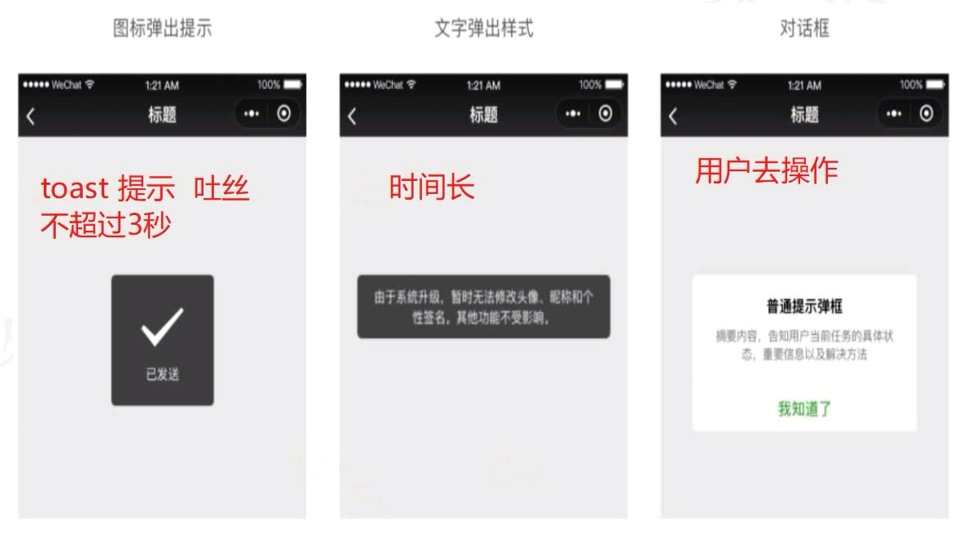 图标弹出提示
文字弹出样式
对话框
WeChat 1:21 AM 100%
标题
toast 提示 吐丝
不超过3秒
已发送
WeChat 1:21 AM 100%
标题
时间长
由于系统升级，暂时无法修改头像、昵称和个
性签名。其他功能不受影响。
WeChat 1:21 AM 100%
标题
用户去操作
普通提示弹框
摘要内容，告知用户当前任务的具体状
态，重要信息以及解决方法
我知道了